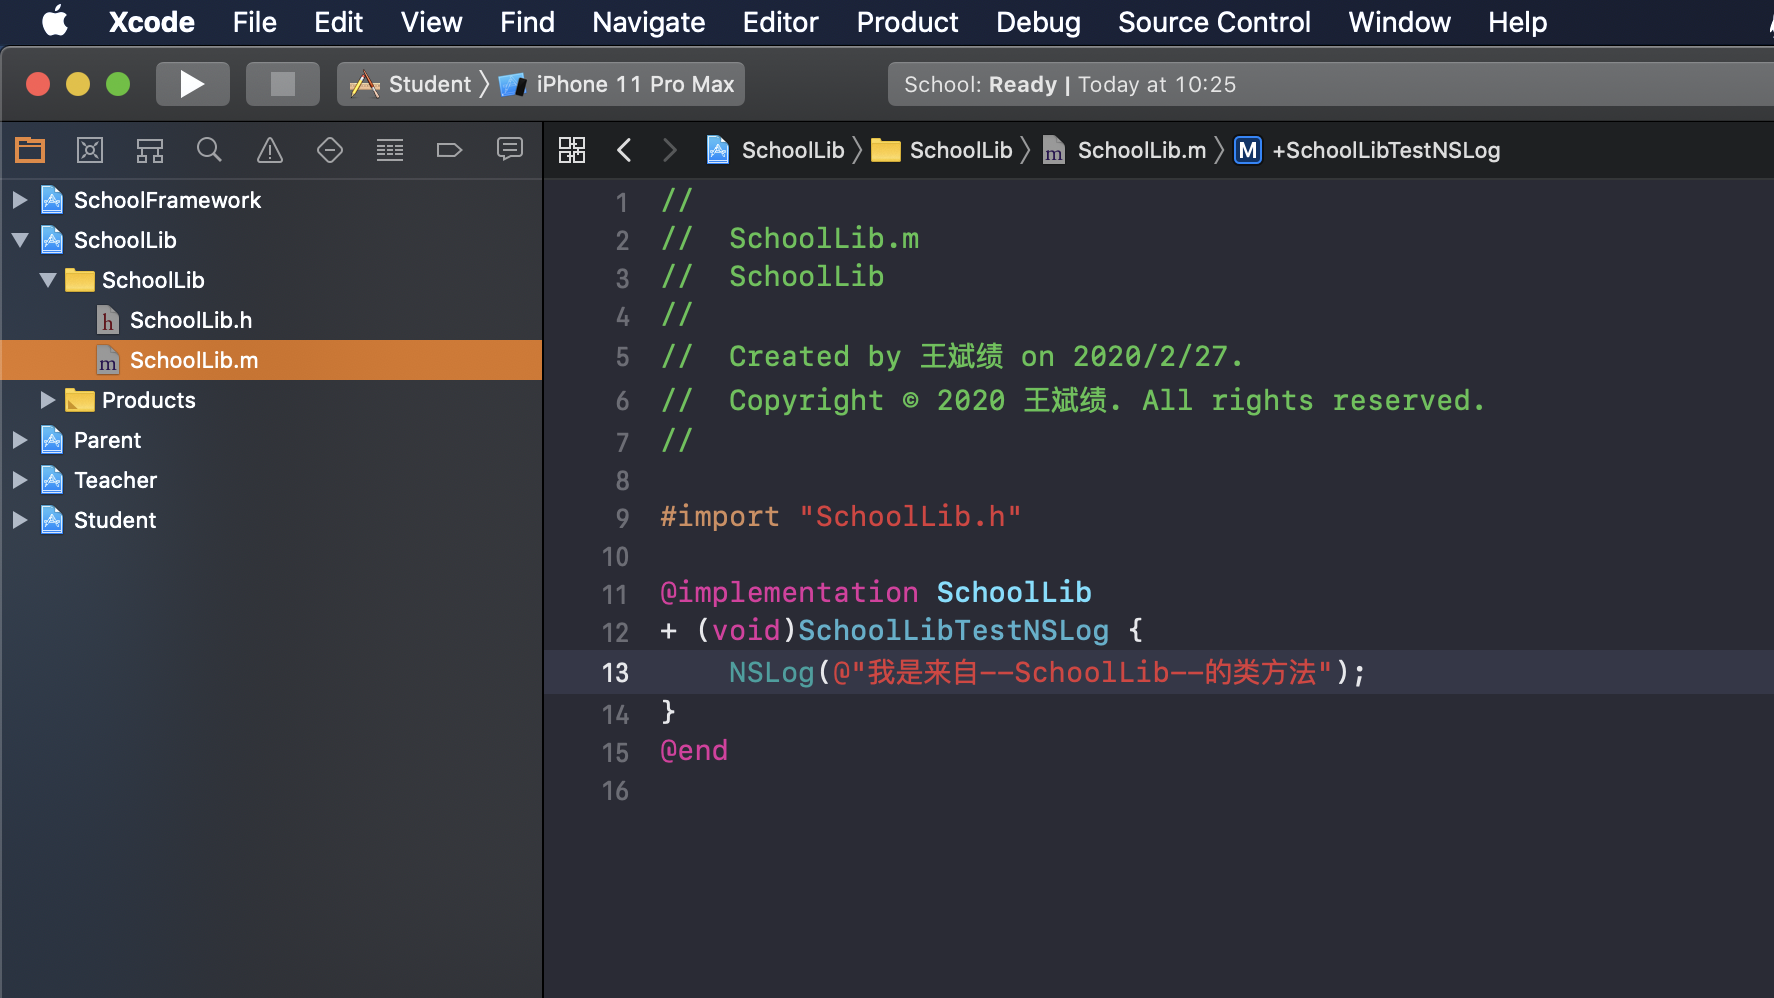 Xcode File Edit View Find Navigate Editor Product Debug Source Control Window Help
Student iPhone 11 Pro Max School: Ready | Today at 10:25
SchoolLib SchoolLib m SchoolLib.m M +SchoolLibTestNSLog
SchoolFramework
SchoolLib
SchoolLib
h SchoolLib.h
m SchoolLib.m
Products
Parent
Teacher
Student
1 //
2 // SchoolLib.m
3 // SchoolLib
4 //
5 // Created by 王斌绩 on 2020/2/27.
6 // Copyright © 2020 王斌绩. All rights reserved.
7 //
8
9 #import "SchoolLib.h"
10
11 @implementation SchoolLib
12 + (void)SchoolLibTestNSLog {
13 NSLog(@"我是来自--SchoolLib--的类方法");
14 }
15 @end
16